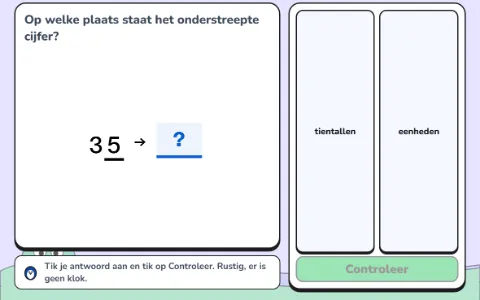 Op welke plaats staat het onderstreepte
cijfer?
35 → ?
tientallen
eenheden
Tik je antwoord aan en tik op Controleer. Rustig, er is
geen klok.
Controleer